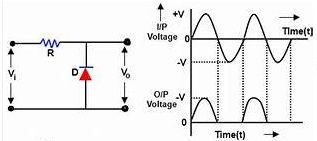 R
D
Vi
Vo
I/P
Voltage
+V
0
-V
Time(t)
O/P
Voltage
-V
0
Time(t)